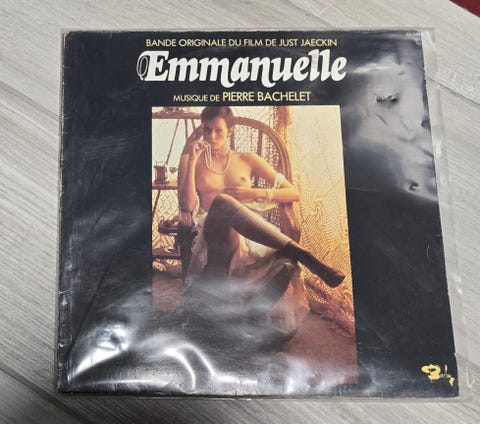 BANDE ORIGINALE DU FILM DE JUST JAECKIN
Emmanuelle
MUSIQUE DE PIERRE BACHELET